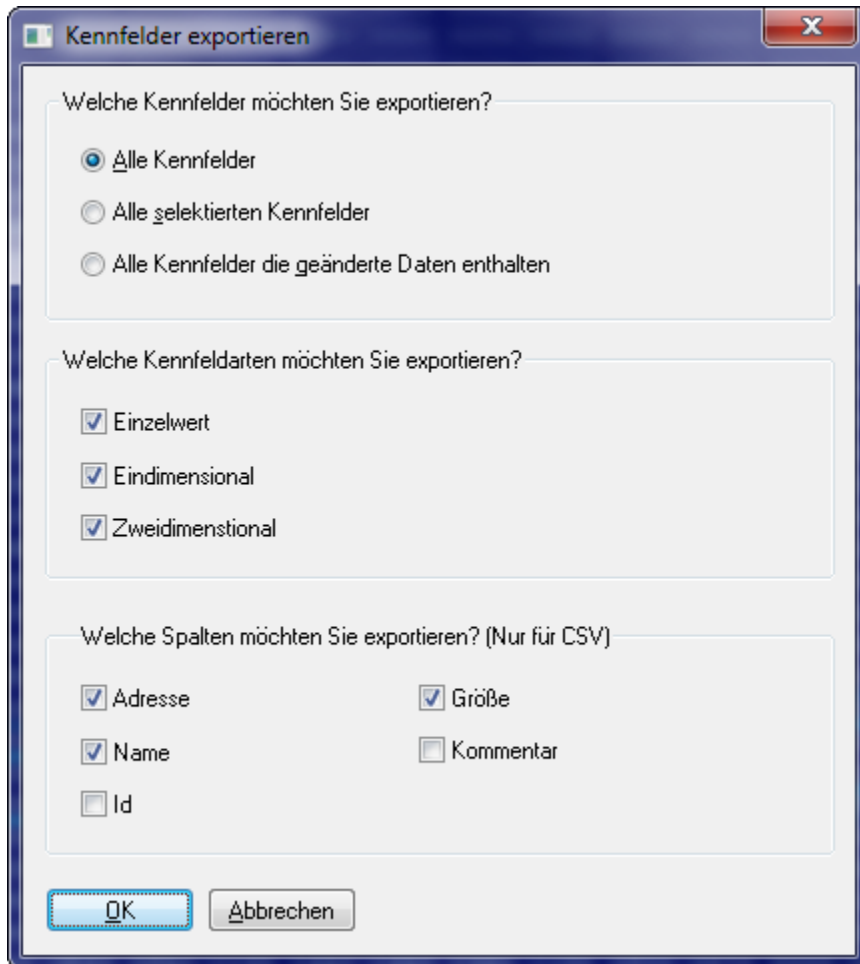 Kennfelder exportieren
Welche Kennfelder möchten Sie exportieren?
Alle Kennfelder
Alle selektierten Kennfelder
Alle Kennfelder die geänderte Daten enthalten
Welche Kennfeldarten möchten Sie exportieren?
Einzelwert
Eindimensional
Zweidimenstional
Welche Spalten möchten Sie exportieren? (Nur für CSV)
Adresse Größe
Name Kommentar
Id
OK Abbrechen